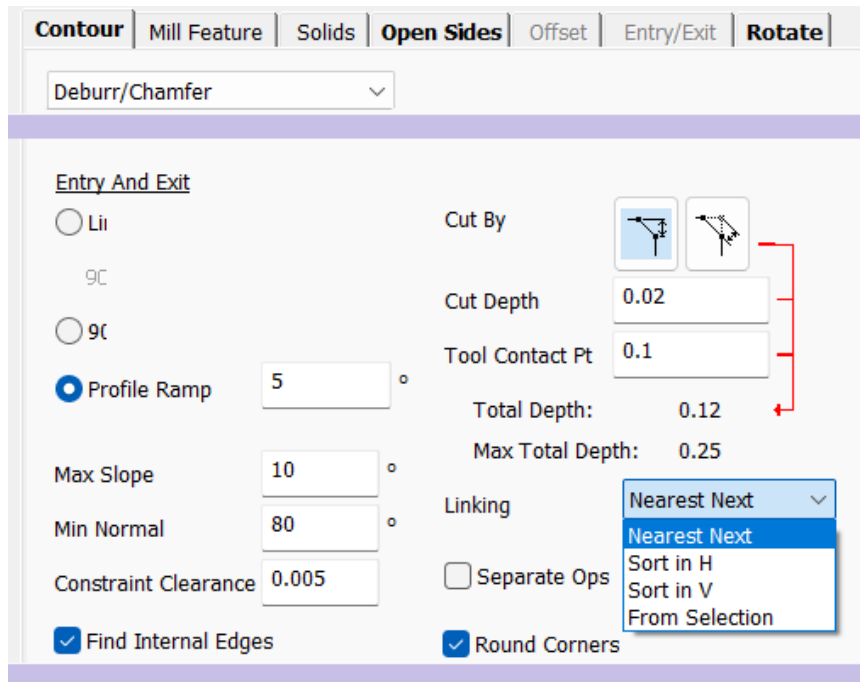 Contour Mill Feature Solids Open Sides Offset Entry/Exit Rotate
Deburr/Chamfer
Entry And Exit
Cut By
90
Cut Depth 0.02
90
Tool Contact Pt 0.1
Profile Ramp 5 °
Total Depth: 0.12
Max Total Depth: 0.25
Max Slope 10 °
Linking Nearest Next
Min Normal 80 °
Nearest Next
Sort in H
Sort in V
From Selection
Constraint Clearance 0.005
Separate Ops
Find Internal Edges
Round Corners